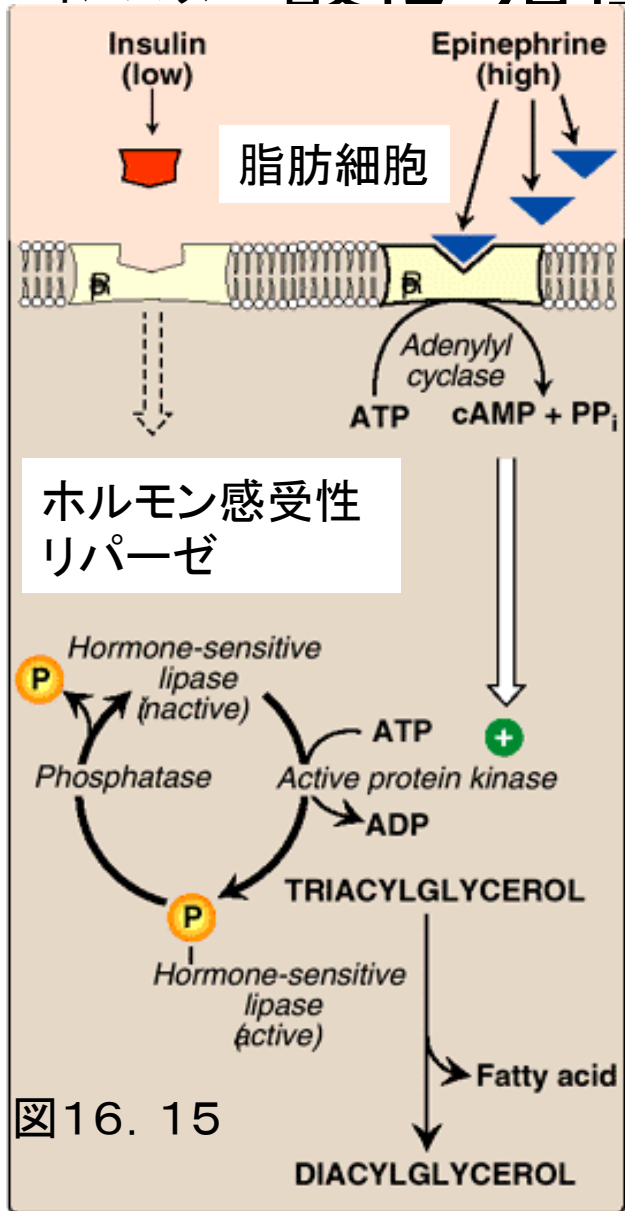 Insulin
(low)
Epinephrine
(high)
脂肪細胞
Adenylyl
cyclase
ATP
cAMP + PPi
ホルモン感受性
リパーゼ
Hormone-sensitive
lipase
(inactive)
P
ATP
+
Phosphatase
Active protein kinase
ADP
TRIACYLGLYCEROL
P
Hormone-sensitive
lipase
(active)
Fatty acid
図16. 15
DIACYLGLYCEROL